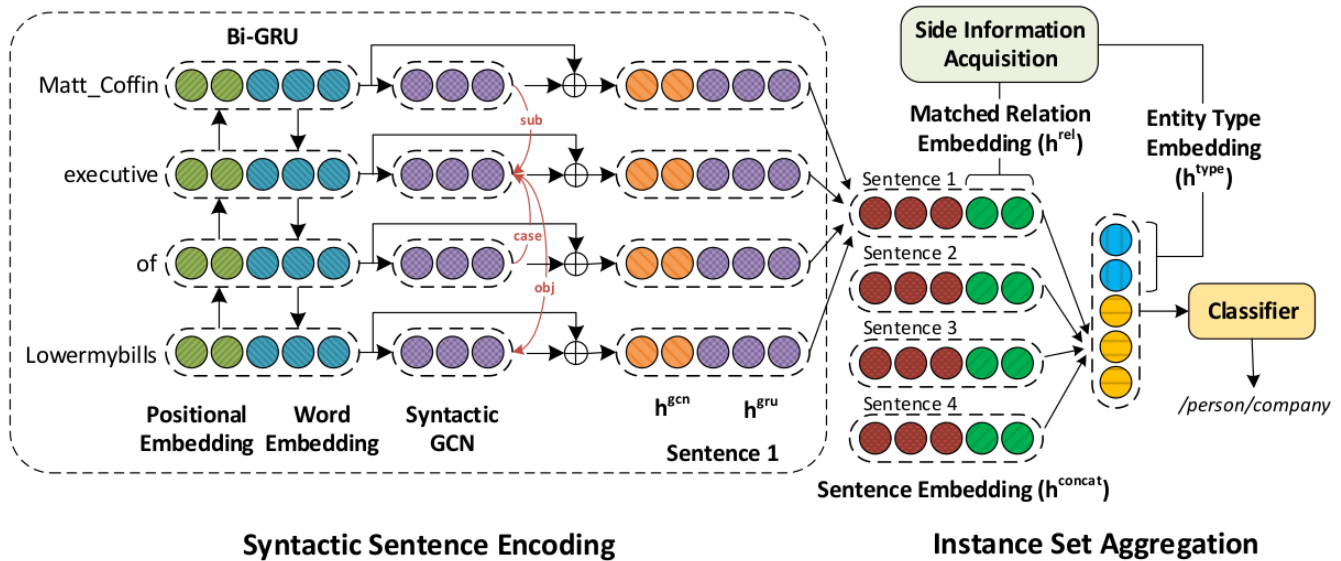 Bi-GRU
Matt_Coffin
executive
of
Lowermybills
sub
case
obj
Positional
Embedding
Word
Embedding
Syntactic
GCN
h^gcn
h^gru
Sentence 1
Syntactic Sentence Encoding
Side Information
Acquisition
Matched Relation
Embedding (h^rel)
Entity Type
Embedding
(h^type)
Sentence 1
Sentence 2
Sentence 3
Sentence 4
Sentence Embedding (h^concat)
Classifier
/person/company
Instance Set Aggregation